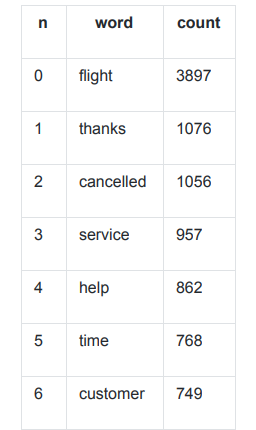 n word count
0 flight 3897
1 thanks 1076
2 cancelled 1056
3 service 957
4 help 862
5 time 768
6 customer 749